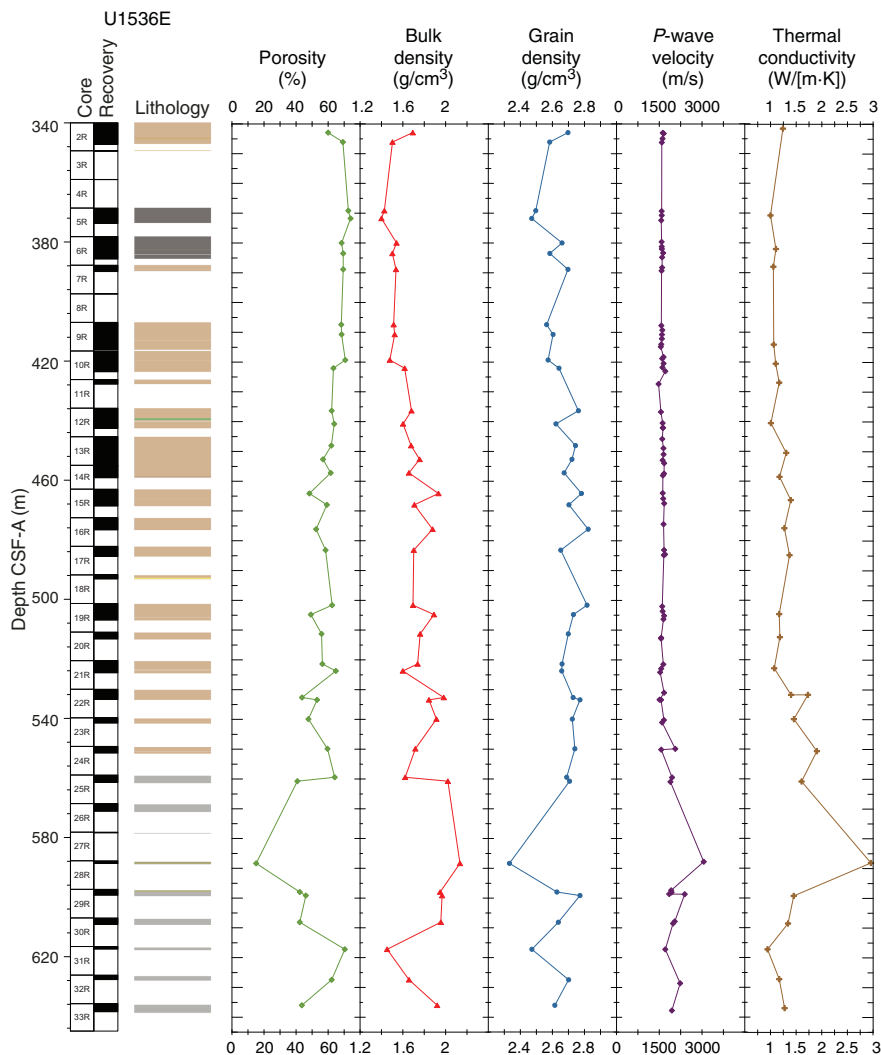 U1536E
Core
Recovery
Lithology
Porosity
(%)
Bulk
density
(g/cm³)
Grain
density
(g/cm³)
P-wave
velocity
(m/s)
Thermal
conductivity
(W/[m·K])
0 20 60 1.2 1.6 2 2.4 2.6 2.8 0 1500 3000 1 1.5 2 2.5 3
Depth CSF-A (m)
340
380
420
460
500
540
580
620
2R
3R
4R
5R
6R
7R
8R
9R
10R
11R
12R
13R
14R
15R
16R
17R
18R
19R
20R
21R
22R
23R
24R
25R
26R
27R
28R
29R
30R
31R
32R
33R
0 20 60 1.2 1.6 2 2.4 2.6 2.8 0 1500 3000 1 1.5 2 2.5 3